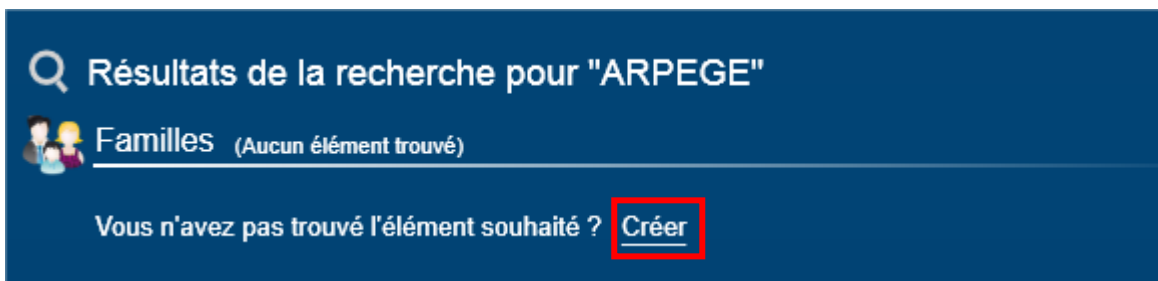 Résultats de la recherche pour "ARPEGE"
Familles (Aucun élément trouvé)
Vous n'avez pas trouvé l'élément souhaité ? Créer